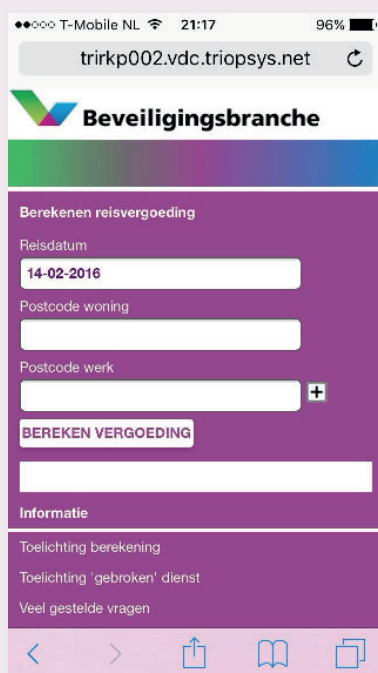 T-Mobile NL 21:17 96%
trirkp002.vdc.triopsys.net
Beveiligingsbranche
Berekenen reisvergoeding
Reisdatum
14-02-2016
Postcode woning
Postcode werk
+
BEREKEN VERGOEDING
Informatie
Toelichting berekening
Toelichting 'gebroken' dienst
Veel gestelde vragen